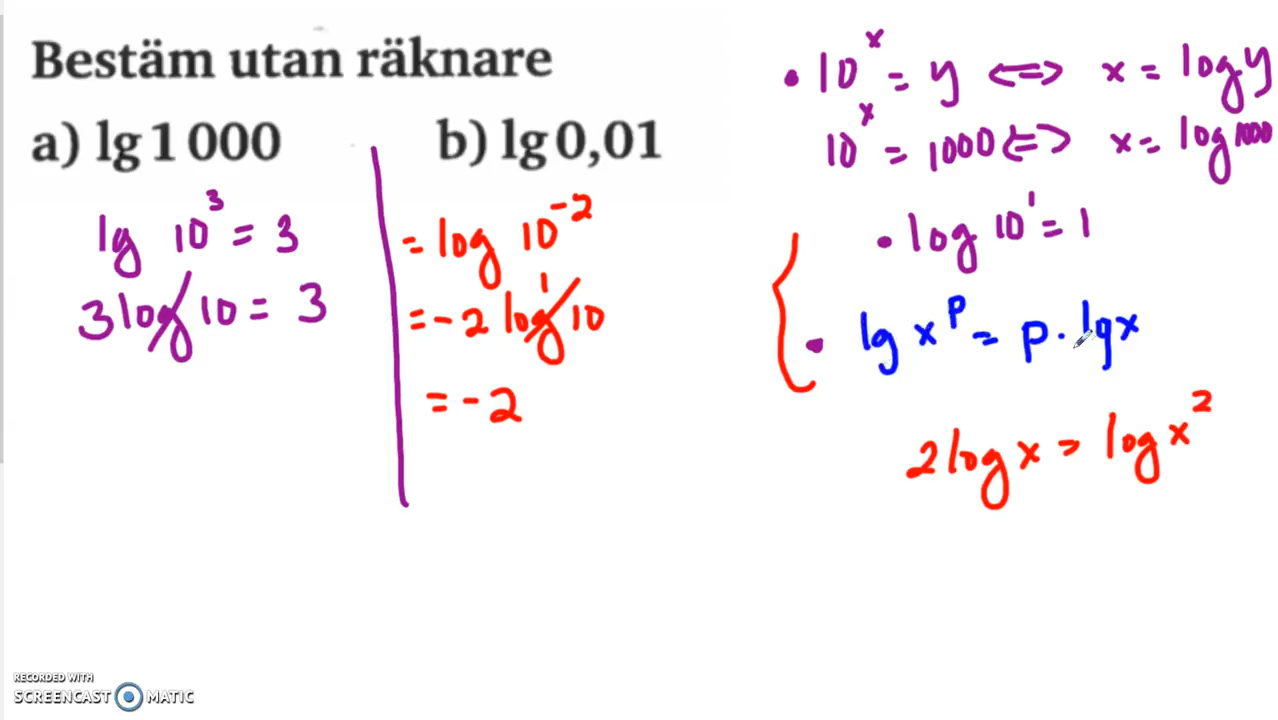 Bestäm utan räknare
a) lg 1 000
b) lg 0,01
lg 10³ = 3
3 log 10 = 3
= log 10⁻²
= -2 log 10
1
= -2
• 10ˣ = y <=> x = log y
10ˣ = 1000 <=> x = log 1000
• log 10¹ = 1
• lg xᵖ = p · lg x
2 log x = log x²
RECORDED WITH
SCREENCAST MATIC